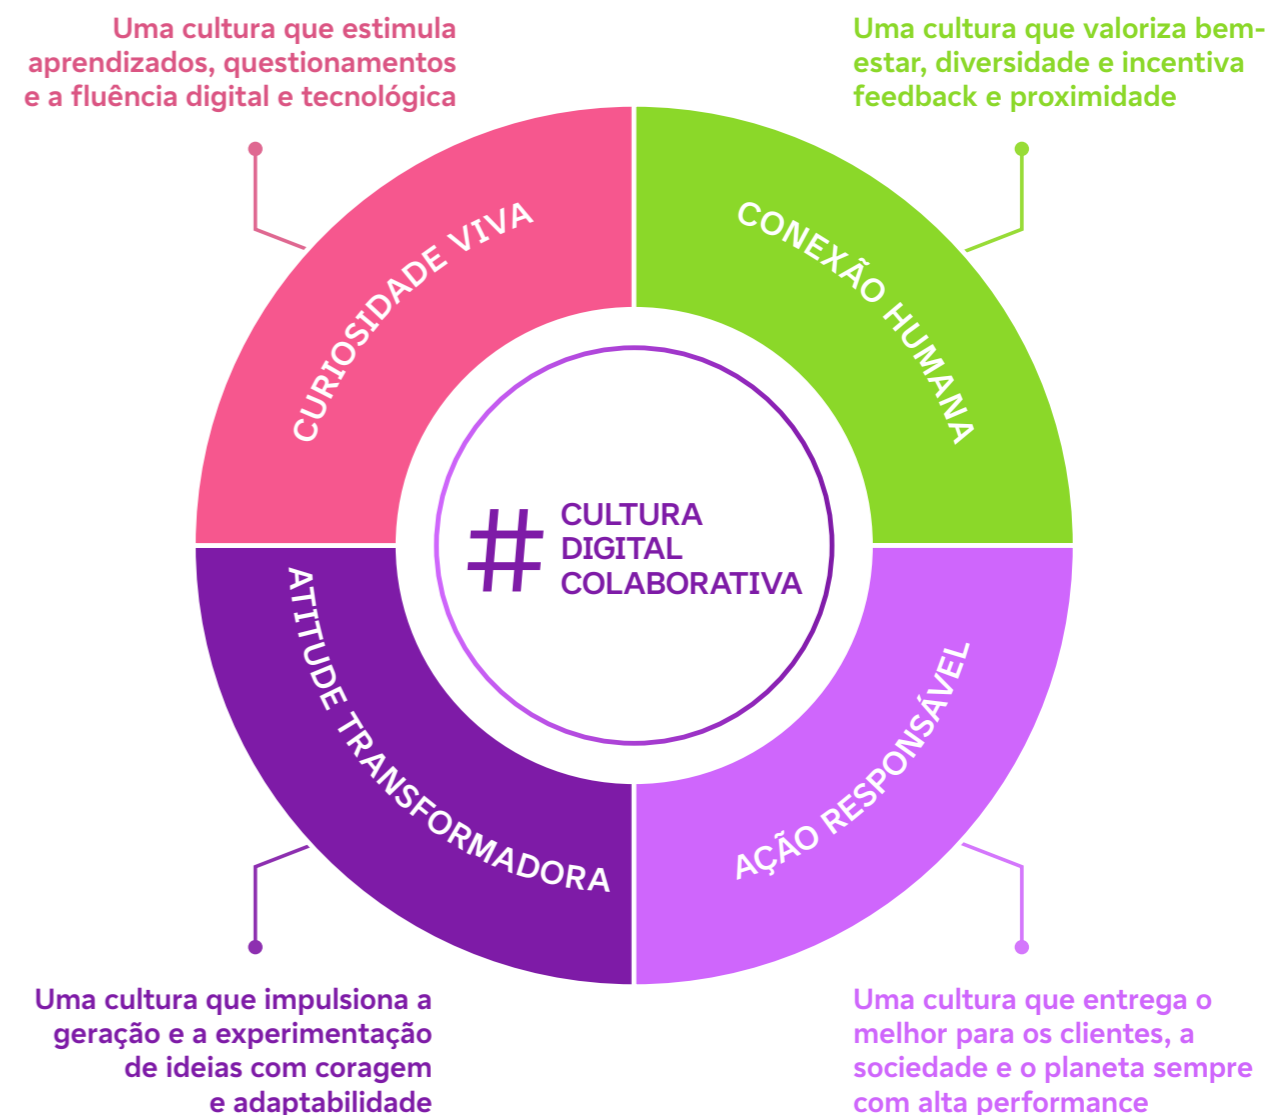 Uma cultura que estimula
aprendizados, questionamentos
e a fluência digital e tecnológica
Uma cultura que valoriza bem-
estar, diversidade e incentiva
feedback e proximidade
CURIOSIDADE VIVA
CONEXÃO HUMANA
#
CULTURA
DIGITAL
COLABORATIVA
ATITUDE TRANSFORMADORA
AÇÃO RESPONSÁVEL
Uma cultura que impulsiona a
geração e a experimentação
de ideias com coragem
e adaptabilidade
Uma cultura que entrega o
melhor para os clientes, a
sociedade e o planeta sempre
com alta performance